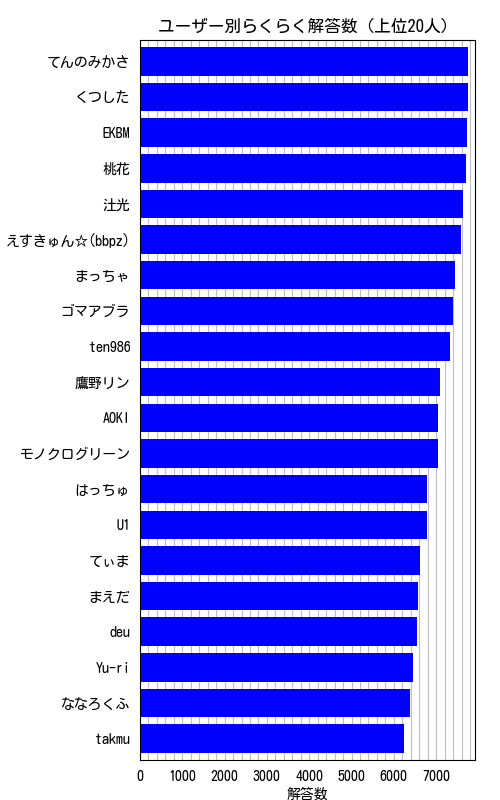 ユーザー別らくらく解答数（上位20人）
てんのみかさ
くつした
EKBM
桃花
汢光
えすきゅん☆(bbpz)
まっちゃ
ゴマアブラ
ten986
鷹野リン
AOKI
モノクログリーン
はっちゅ
U1
てぃま
まえだ
deu
Yu-ri
ななろくふ
takmu
0 1000 2000 3000 4000 5000 6000 7000
解答数